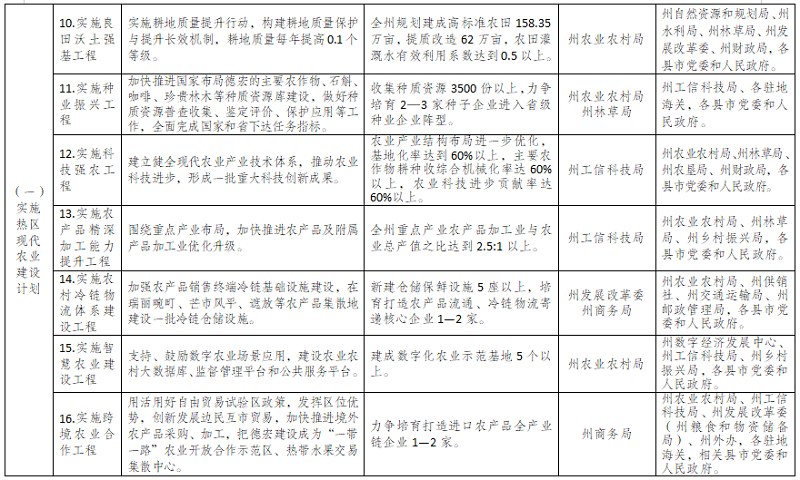 （一）
实施
热区
现代
农业
建设
计划
10.实施良
田沃土强
基工程
实施耕地质量提升行动，构建耕地质量保护
与提升长效机制，耕地质量每年提高 0.1 个
等级。
全州规划建成高标准农田 158.35
万亩，提质改造 62 万亩，农田灌
溉水有效利用系数达到 0.5 以上。
州农业农村局
州自然资源和规划局、州
水利局、州林草局、州发
展改革委、州财政局，各
县市党委和人民政府。
11.实施种
业振兴工
程
加快推进国家布局德宏的主要农作物、石斛、
咖啡、珍贵林木等种质资源库建设，做好种
质资源普查收集、鉴定评价、保护应用等工
作，全面完成国家和省下达任务指标。
收集种质资源 3500 份以上，力争
培育 2—3 家种子企业进入省级
种业企业阵型。
州农业农村局
州林草局
州工信科技局、各驻地
海关，各县市党委和人民
政府。
12.实施科
技强农工
程
建立健全现代农业产业技术体系，推动农业
科技进步，形成一批重大科技创新成果。
农业产业结构布局进一步优化，
基地化率达到 60%以上，主要农
作物耕种收综合机械化率达 60%
以上，农业科技进步贡献率达
60%以上。
州工信科技局
州农业农村局、州林草局、
州农垦局、州财政局，各
县市党委和人民政府。
13.实施农
产品精深
加工能力
提升工程
围绕重点产业布局，加快推进农产品及附属
产品加工业优化升级。
全州重点产业农产品加工业与农
业总产值之比达到 2.5:1 以上。
州工信科技局
州农业农村局、州林草
局、州乡村振兴局，各
县市党委和人民政府。
14.实施农
村冷链物
流体系建
设工程
加强农产品销售终端冷链基础设施建设，在
瑞丽畹町、芒市风平、遮放等农产品集散地
建设一批冷链仓储设施。
新建仓储保鲜设施 5 座以上，培
育打造农产品流通、冷链物流寄
递核心企业 1—2 家。
州发展改革委
州商务局
州农业农村局、州供销
社、州交通运输局、州
邮政管理局，各县市党
委和人民政府。
15.实施智
慧农业建
设工程
支持、鼓励数字农业场景应用，建设农业农
村大数据库、监督管理平台和公共服务平台。
建成数字化农业示范基地 5 个以
上。
州农业农村局
州数字经济发展中心、
州工信科技局、州乡村
振兴局，各县市党委和
人民政府。
16.实施跨
境农业合
作工程
用活用好自由贸易试验区政策，发挥区位优
势，创新发展边民互市贸易，加快推进境外
农产品采购、加工，把德宏建设成为“一带
一路”农业开放合作示范区、热带水果交易
集散中心。
力争培育打造进口农产品全产业
链企业 1—2 家。
州商务局
州农业农村局、州工信
科技局、州发展改革委
（州粮食和物资储备
局）、州外办，各驻地
海关，相关县市党委和
人民政府。